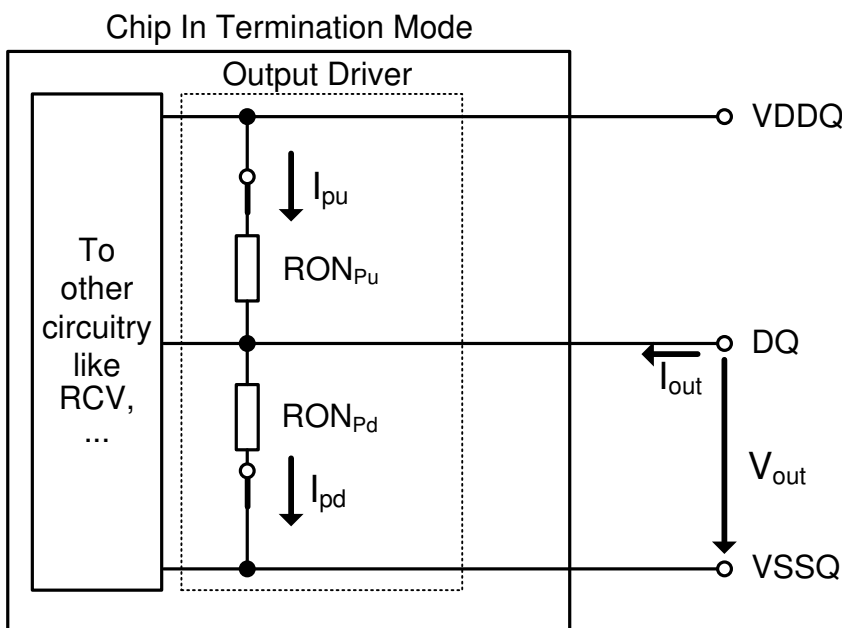 Chip In Termination Mode
Output Driver
VDDQ
Ipu
To
other
circuitry
like
RCV,
...
RONPu
DQ
Iout
RONPd
Vout
Ipd
VSSQ